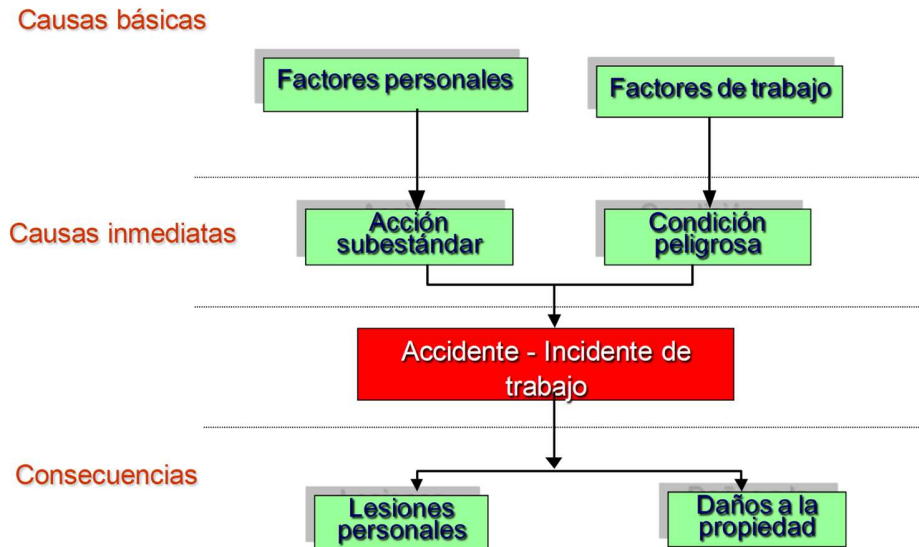 Causas básicas
Factores personales
Factores de trabajo
Causas inmediatas
Acción
subestándar
Condición
peligrosa
Accidente - Incidente de
trabajo
Consecuencias
Lesiones
personales
Daños a la
propiedad